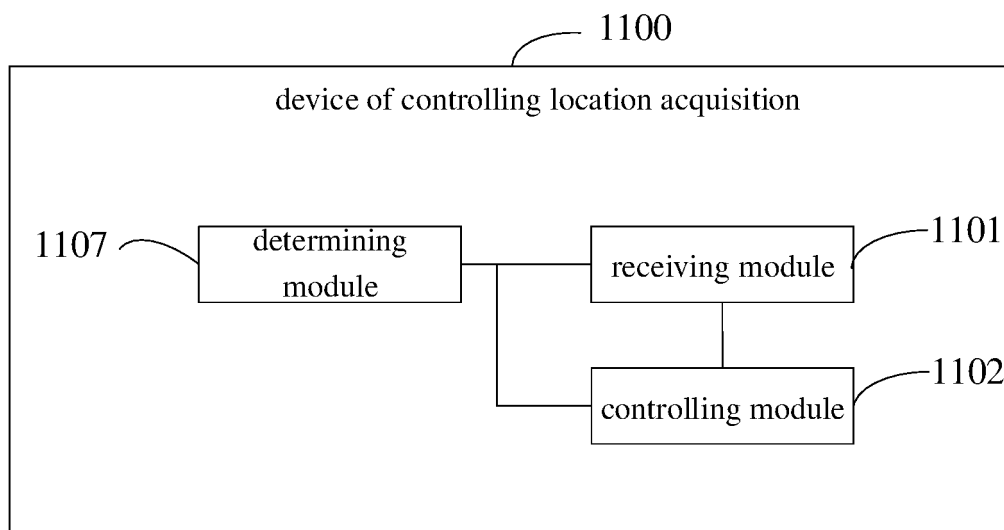 1100
device of controlling location acquisition
1107
determining
module
receiving module
1101
controlling module
1102